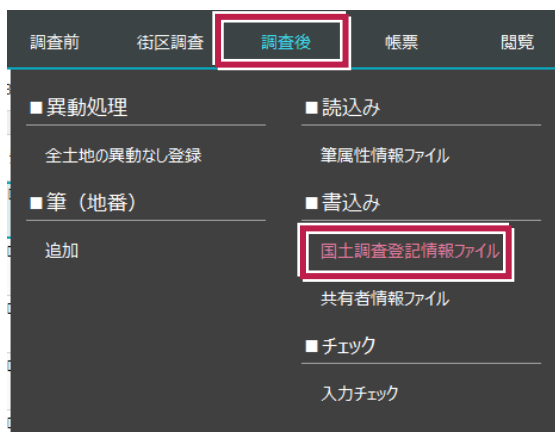 調査前 街区調査 調査後 帳票 閲覧
■異動処理
全土地の異動なし登録
■筆（地番）
追加
■読込み
筆属性情報ファイル
■書込み
国土調査登記情報ファイル
共有者情報ファイル
■チェック
入力チェック